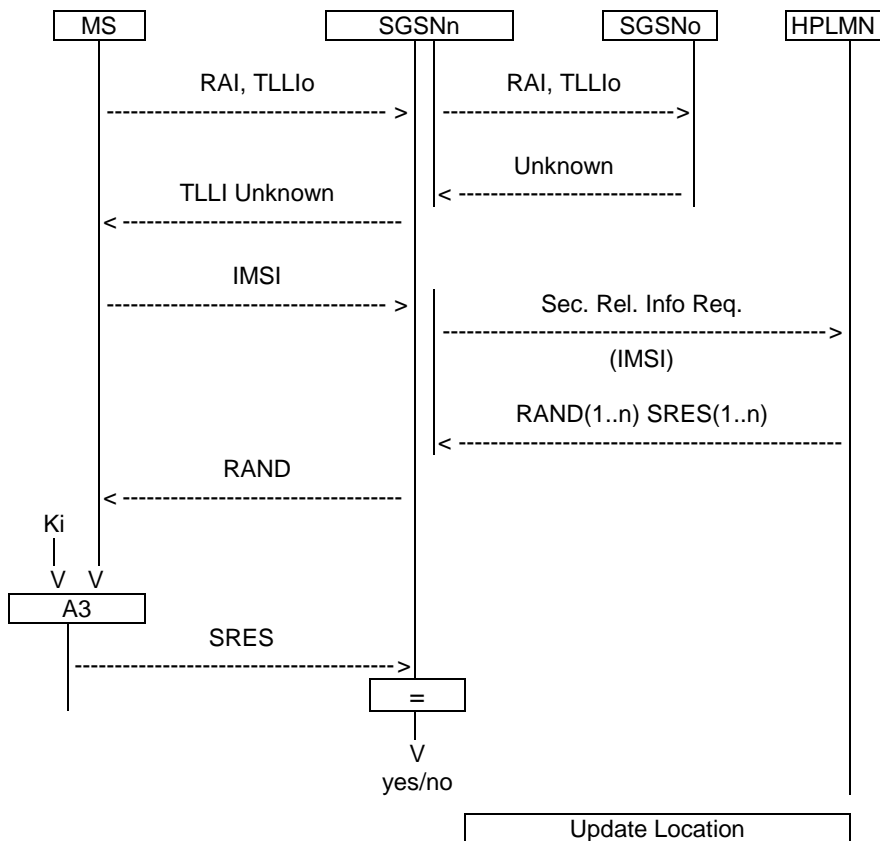 MS SGSNn SGSNo HPLMN
RAI, TLLIo RAI, TLLIo
--------------------------------- > ------------------------------>
Unknown
< ---------------------------
TLLI Unknown
< ---------------------------------
IMSI
--------------------------------- >
Sec. Rel. Info Req.
--------------------------------------------->
(IMSI)
RAND(1..n) SRES(1..n)
< ---------------------------------------------
RAND
< ---------------------------------
Ki
V V
A3
SRES
------------------------------------- >
=
V
yes/no
Update Location